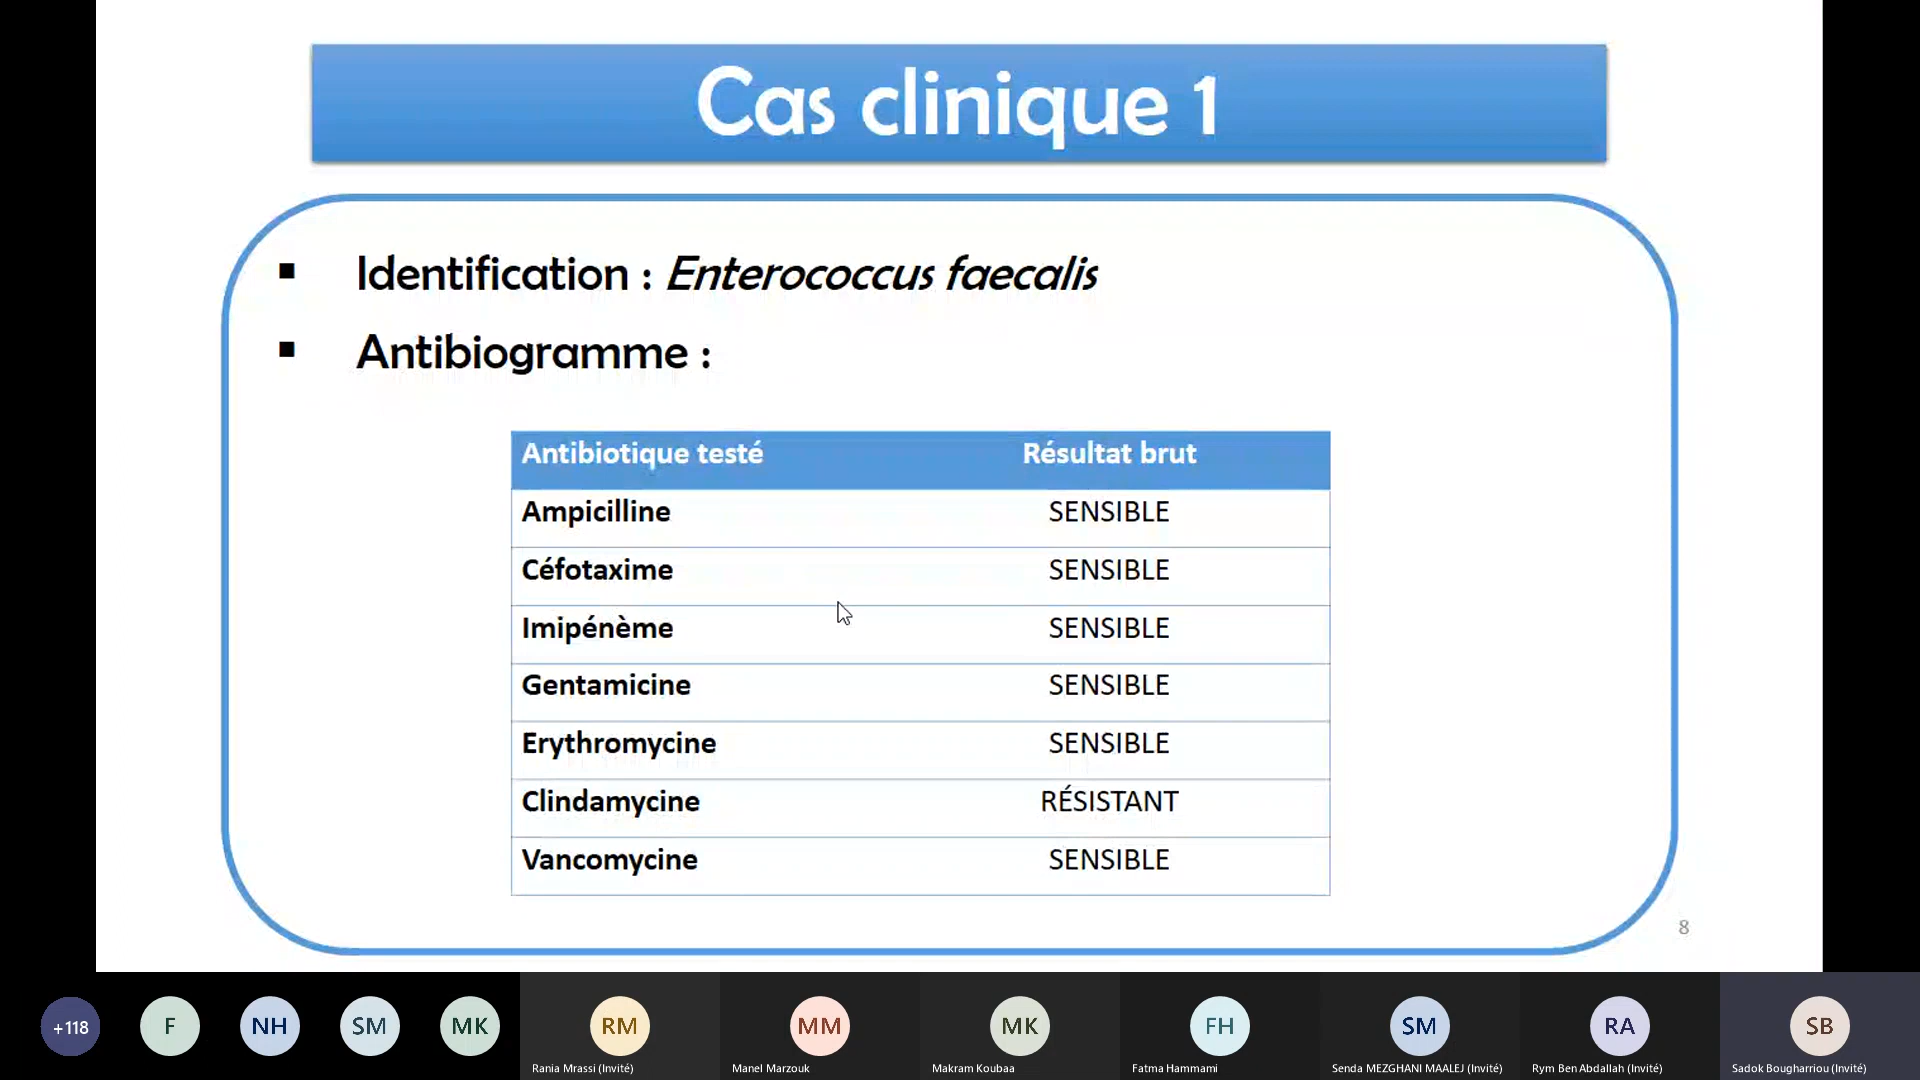 Cas clinique 1
▪ Identification : Enterococcus faecalis
▪ Antibiogramme :
Antibiotique testé Résultat brut
Ampicilline SENSIBLE
Céfotaxime SENSIBLE
Imipénème SENSIBLE
Gentamicine SENSIBLE
Erythromycine SENSIBLE
Clindamycine RÉSISTANT
Vancomycine SENSIBLE
8
+118 F NH SM MK RM MM MK FH SM RA SB
Rania Mrassi (Invité) Manel Marzouk Makram Koubaa Fatma Hammami Senda MEZGHANI MAALEJ (Invité) Rym Ben Abdallah (Invité) Sadok Bougharriou (Invité)